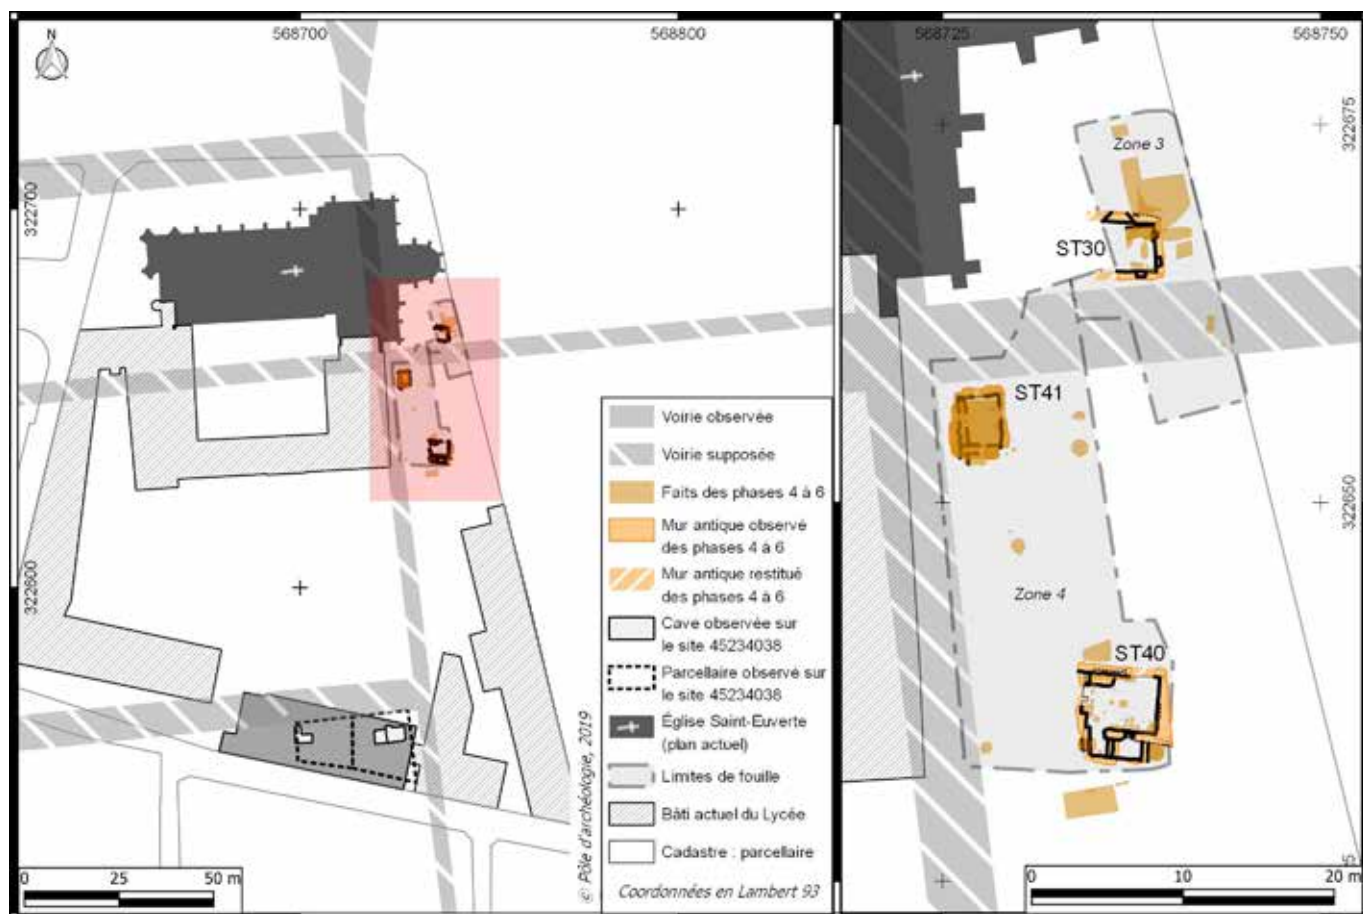 N
568700
568800
322700
322600
Voirie observée
Voirie supposée
Faits des phases 4 à 6
Mur antique observé
des phases 4 à 6
Mur antique restitué
des phases 4 à 6
Cave observée sur
le site 45234038
Parcellaire observé sur
le site 45234038
Église Saint-Euverte
(plan actuel)
Limites de fouille
Bâti actuel du Lycée
Cadastre : parcellaire
Coordonnées en Lambert 93
© Pôle d'archéologie, 2019
0 25 50 m
568725
568750
322675
322650
Zone 3
ST30
ST41
Zone 4
ST40
0 10 20 m